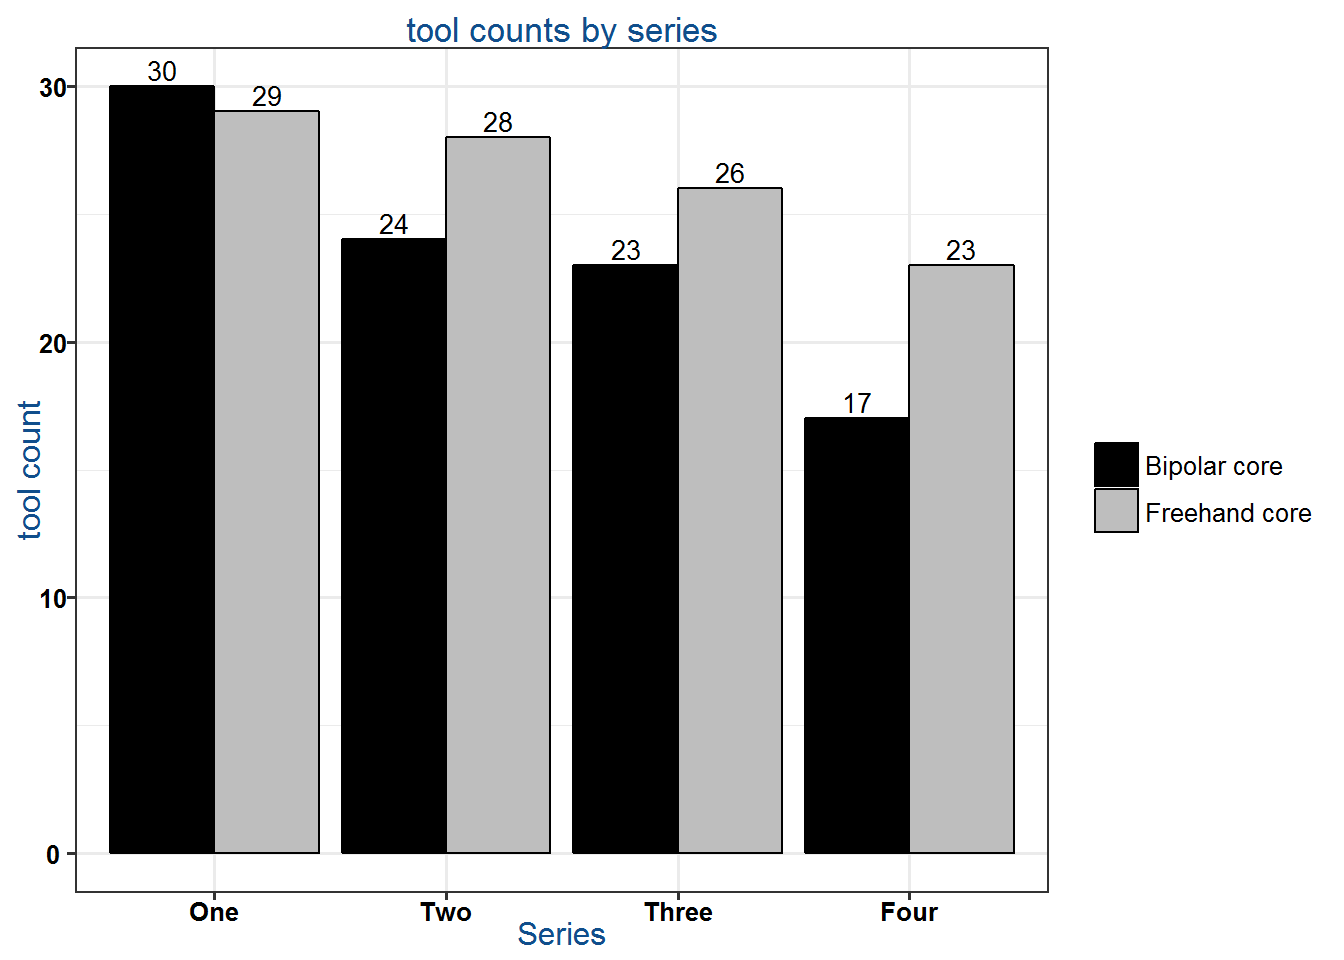 tool counts by series
30
29
28
24
26
23
23
17
30
20
10
0
tool count
One Two Three Four
Series
Bipolar core
Freehand core